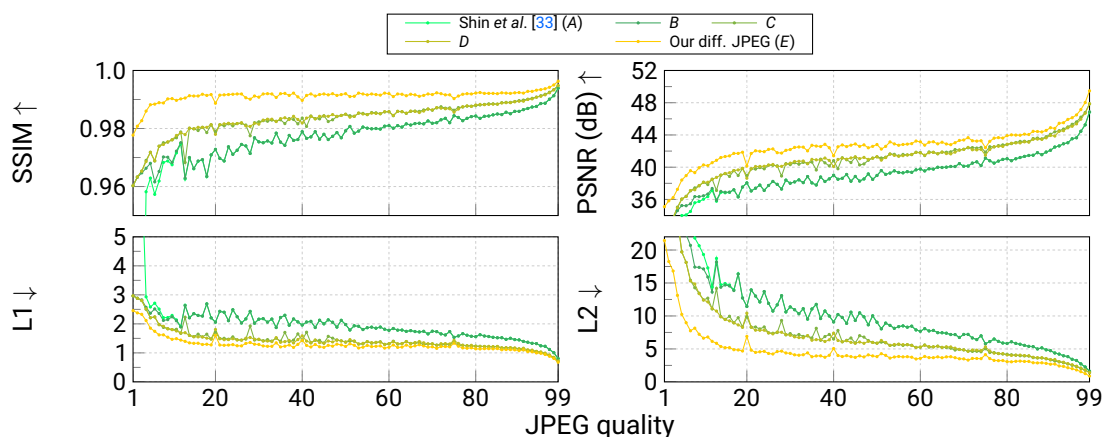 Shin et al. [33] (A) B C
D Our diff. JPEG (E)
SSIM ↑
1.0
0.98
0.96
PSNR (dB) ↑
52
48
44
40
36
L1 ↓
5
4
3
2
1
0
1 20 40 60 80 99
L2 ↓
20
15
10
5
0
1 20 40 60 80 99
JPEG quality